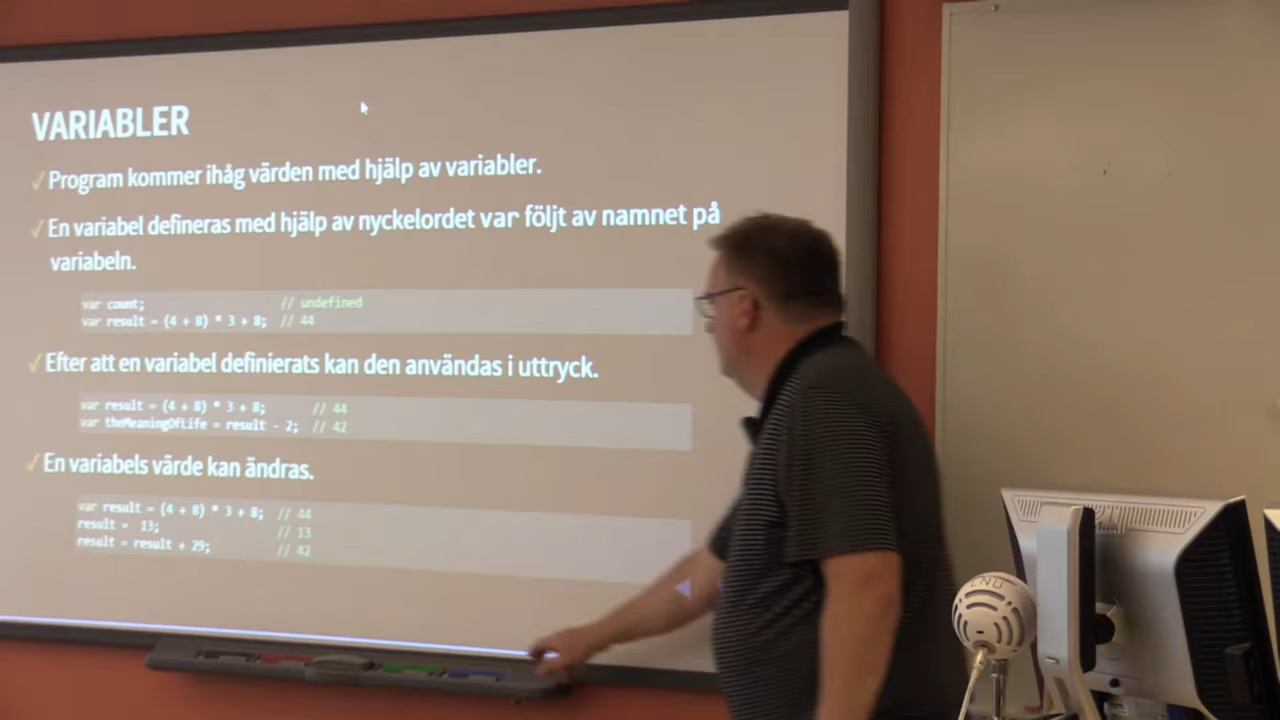 VARIABLER
✓ Program kommer ihåg värden med hjälp av variabler.
✓ En variabel defineras med hjälp av nyckelordet var följt av namnet på
variabeln.
var count; // undefined
var result = (4 + 8) * 3 + 8; // 44
✓ Efter att en variabel definierats kan den användas i uttryck.
var result = (4 + 8) * 3 + 8; // 44
var theMeaningOfLife = result - 2; // 42
✓ En variabels värde kan ändras.
var result = (4 + 8) * 3 + 8; // 44
result = 13; // 13
result = result + 29; // 42